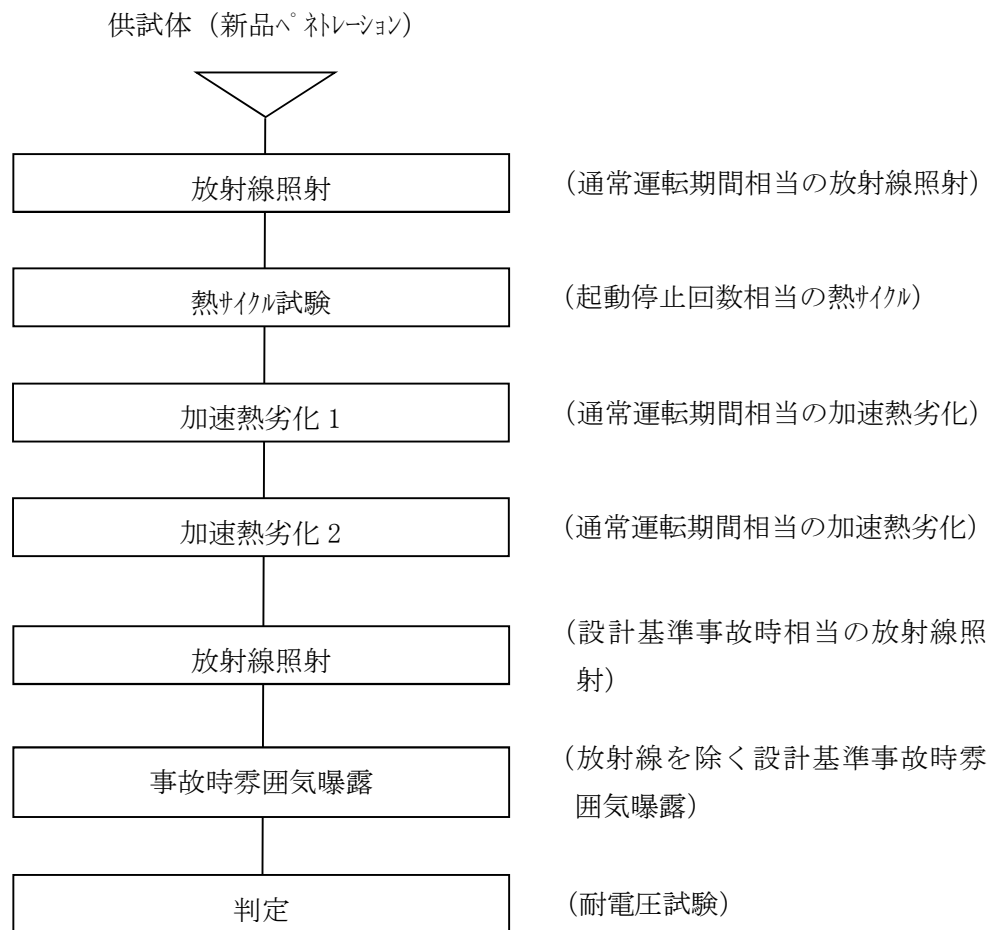 供試体（新品ﾍﾟﾈﾄﾚｰｼｮﾝ）
放射線照射
（通常運転期間相当の放射線照射）
熱ｻｲｸﾙ試験
（起動停止回数相当の熱ｻｲｸﾙ）
加速熱劣化 1
（通常運転期間相当の加速熱劣化）
加速熱劣化 2
（通常運転期間相当の加速熱劣化）
放射線照射
（設計基準事故時相当の放射線照
射）
事故時雰囲気曝露
（放射線を除く設計基準事故時雰
囲気曝露）
判定
（耐電圧試験）